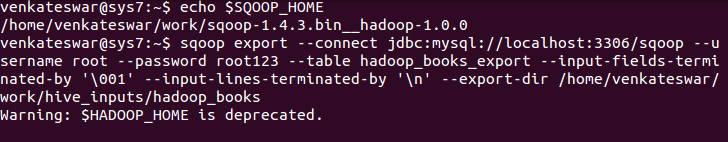 venkateswar@sys7:~$ echo $SQOOP_HOME
/home/venkateswar/work/sqoop-1.4.3.bin__hadoop-1.0.0
venkateswar@sys7:~$ sqoop export --connect jdbc:mysql://localhost:3306/sqoop --u
sername root --password root123 --table hadoop_books_export --input-fields-termi
nated-by '\001' --input-lines-terminated-by '\n' --export-dir /home/venkateswar/
work/hive_inputs/hadoop_books
Warning: $HADOOP_HOME is deprecated.